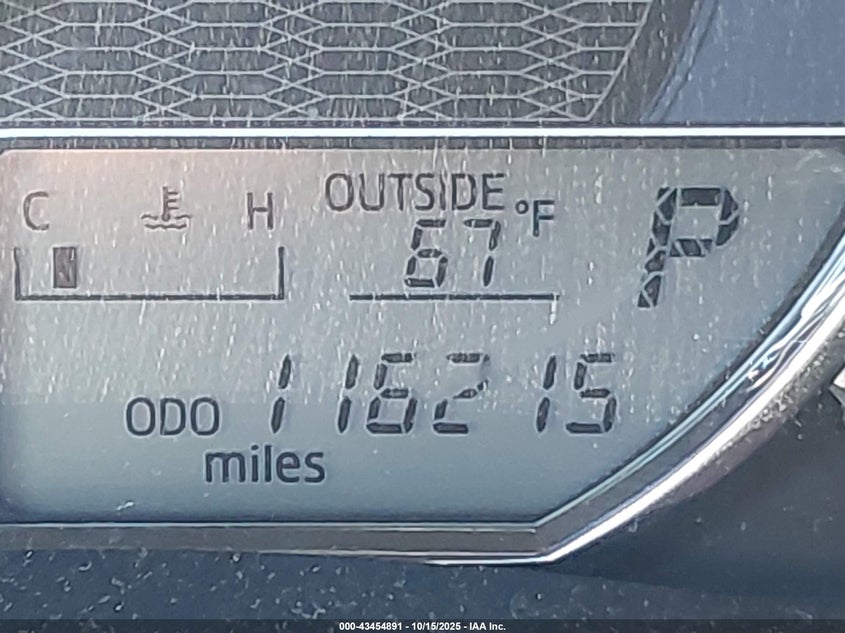 C H
OUTSIDE
67 °F
P
ODO 116215
miles
000-43454891 - 10/15/2025 - IAA Inc.